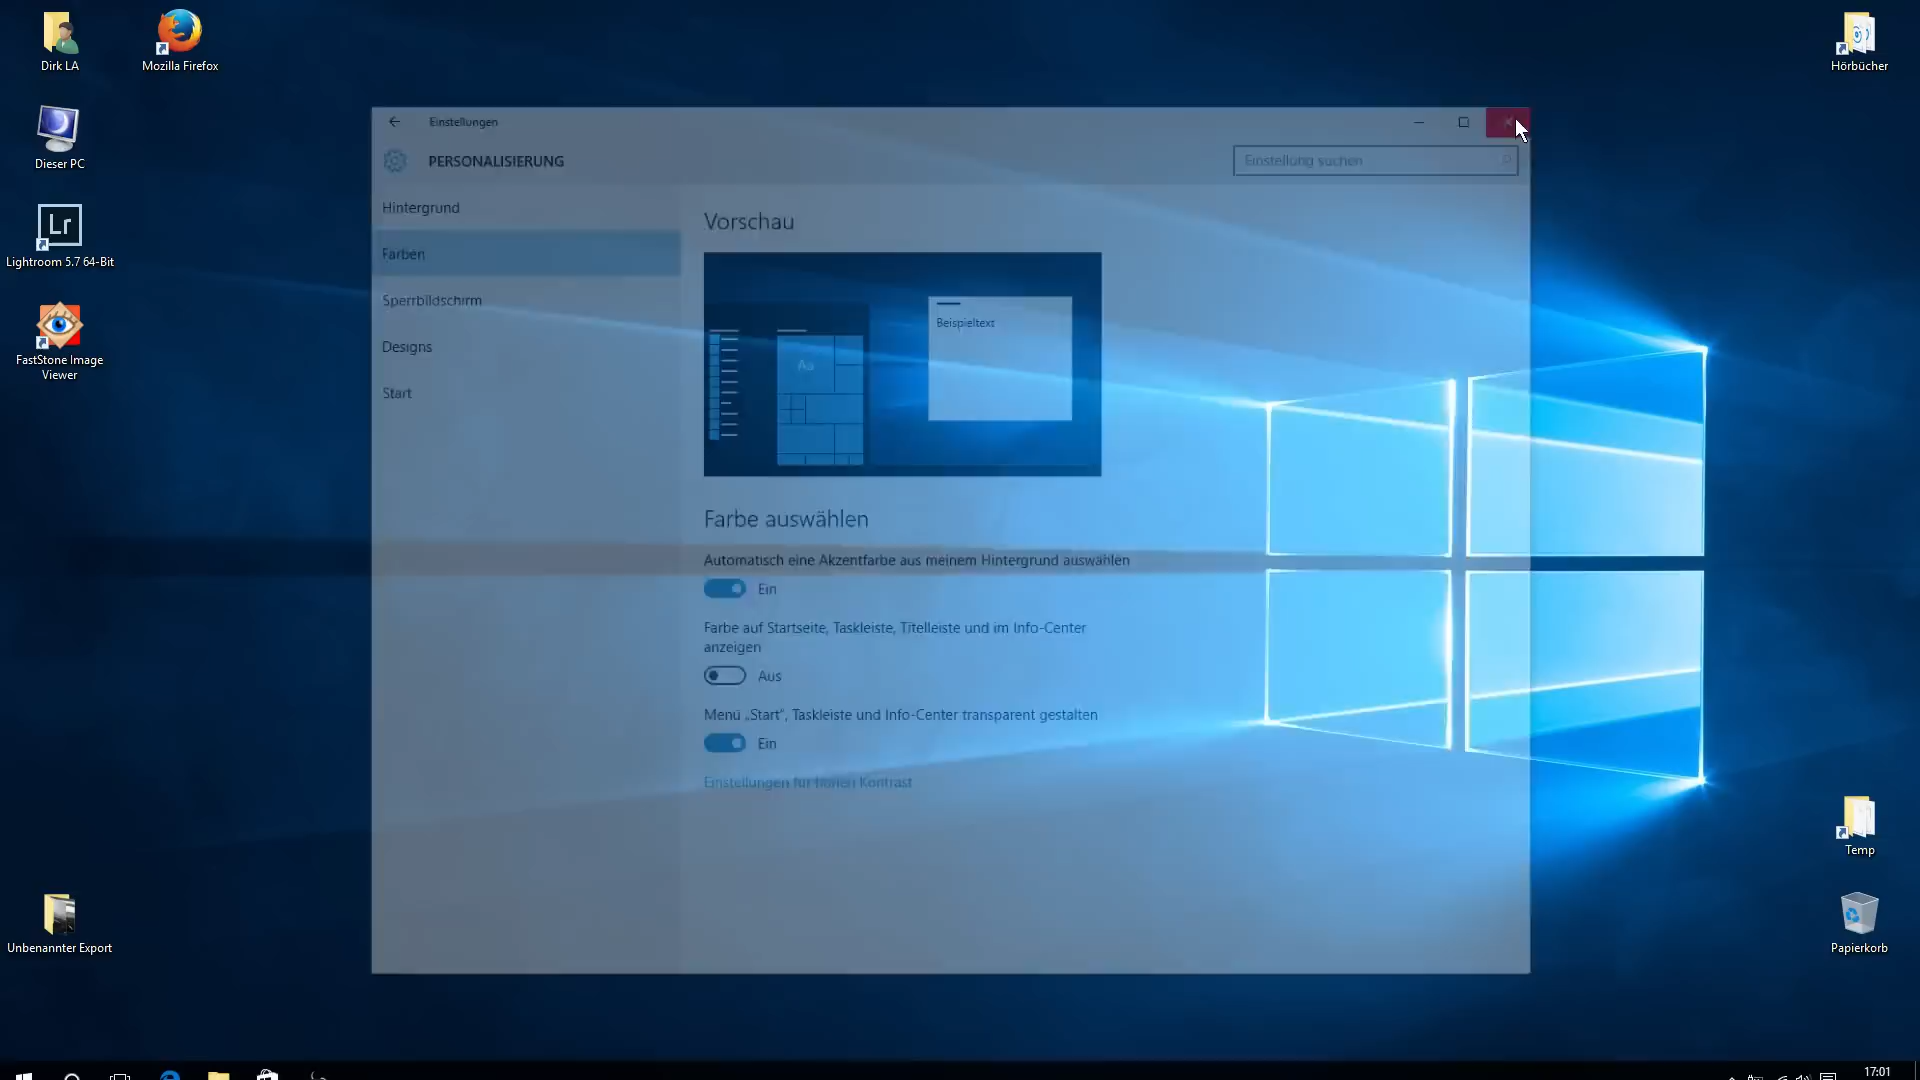 Dirk LA
Mozilla Firefox
Hörbücher
Dieser PC
Lr
Lightroom 5.7 64-Bit
FastStone Image
Viewer
Unbenannter Export
Einstellungen
PERSONALISIERUNG
Einstellung suchen
Hintergrund
Farben
Sperrbildschirm
Designs
Start
Vorschau
Beispieltext
Aa
Farbe auswählen
Automatisch eine Akzentfarbe aus meinem Hintergrund auswählen
Ein
Farbe auf Startseite, Taskleiste, Titelleiste und im Info-Center
anzeigen
Aus
Menü „Start“, Taskleiste und Info-Center transparent gestalten
Ein
Einstellungen für hohen Kontrast
Temp
Papierkorb
17:01